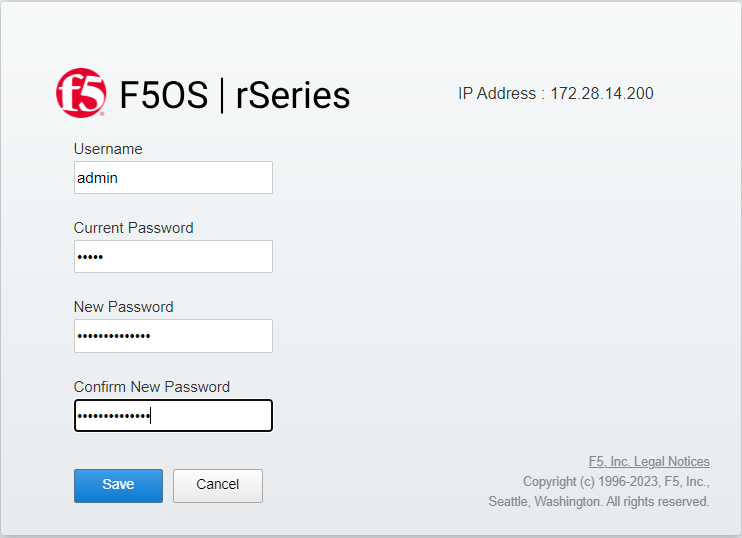 f5 F5OS | rSeries
IP Address : 172.28.14.200
Username
admin
Current Password
•••••
New Password
••••••••••••••
Confirm New Password
••••••••••••••
Save
Cancel
F5, Inc. Legal Notices
Copyright (c) 1996-2023, F5, Inc.,
Seattle, Washington. All rights reserved.